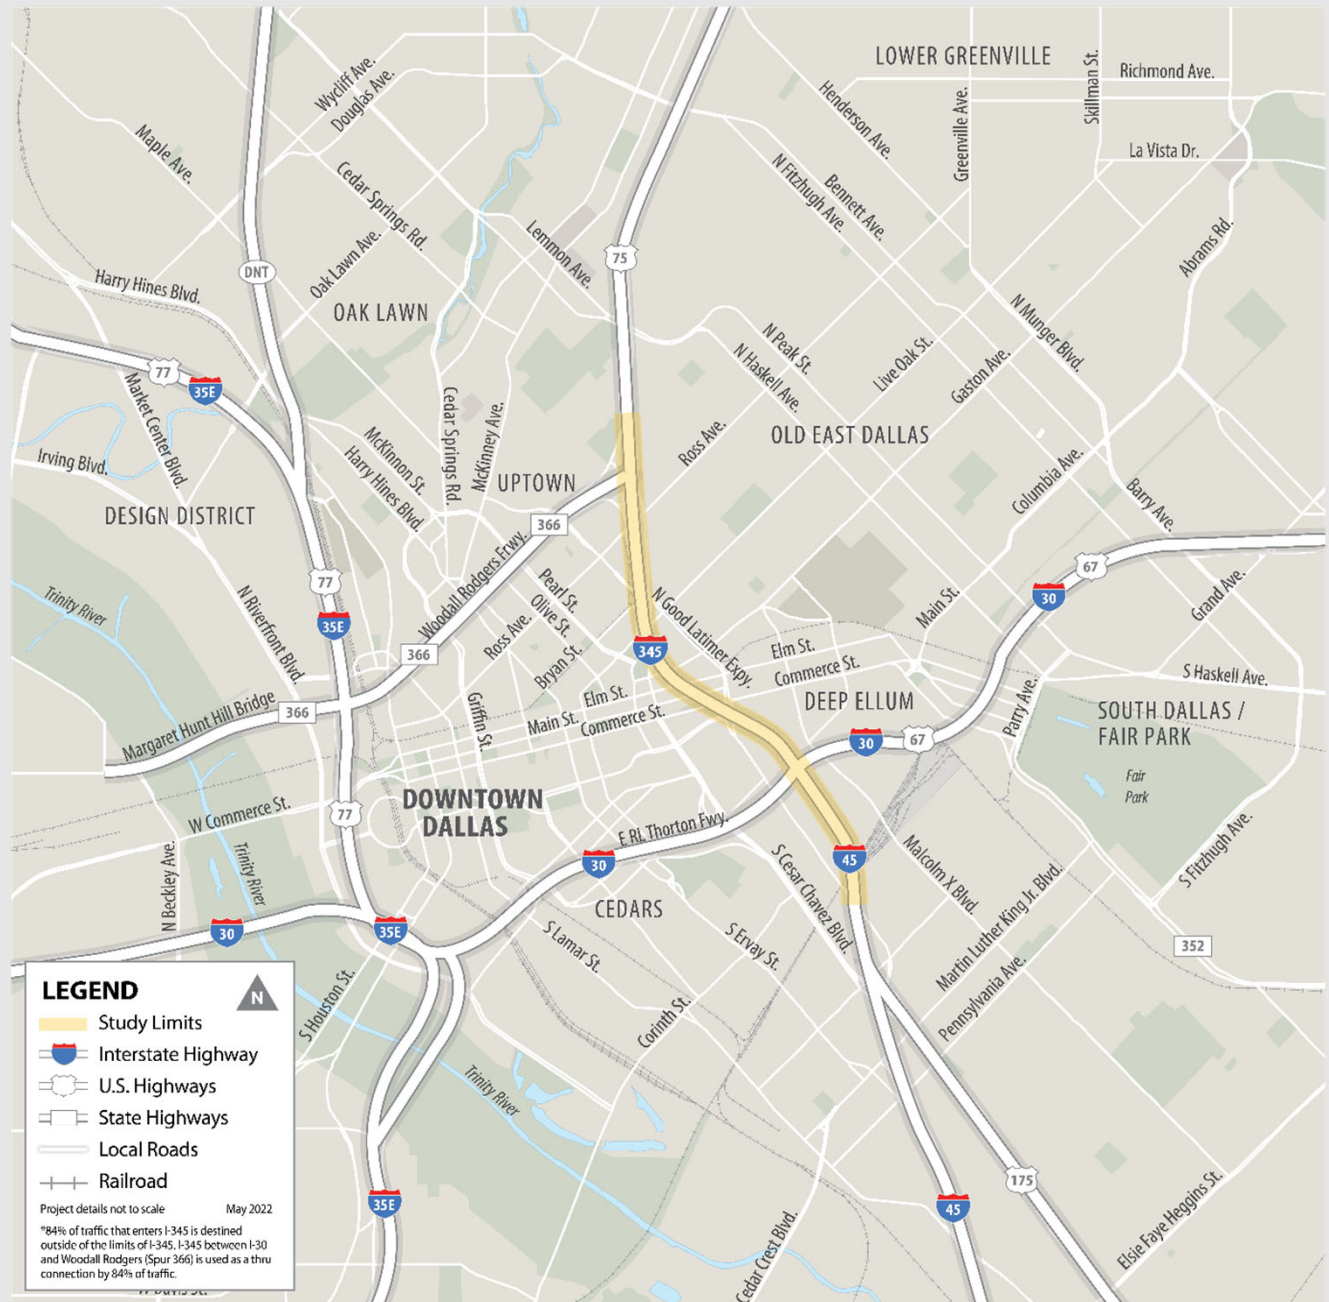 LOWER GREENVILLE
Richmond Ave.
Skillman St.
Wycliff Ave.
Douglas Ave.
Henderson Ave.
Greenville Ave.
Maple Ave.
La Vista Dr.
Cedar Springs Rd.
N Fitzhugh Ave.
Bennett Ave.
Lemmon Ave.
Abrams Rd.
Oak Lawn Ave.
75
DNT
Harry Hines Blvd.
OAK LAWN
N Munger Blvd.
N Peak St.
N Haskell Ave.
Live Oak St.
Gaston Ave.
77
35E
Market Center Blvd.
Cedar Springs Rd.
McKinney Ave.
Ross Ave.
OLD EAST DALLAS
McKinnon St.
Harry Hines Blvd.
Irving Blvd.
UPTOWN
Columbia Ave.
Barry Ave.
DESIGN DISTRICT
366
Woodall Rodgers Frwy.
67
30
77
Trinity River
N Riverfront Blvd.
Pearl St.
Olive St.
Ross Ave.
Bryan St.
N Good Latimer Expy.
Main St.
Grand Ave.
35E
366
345
Elm St.
Commerce St.
S Haskell Ave.
Griffin St.
Elm St.
Main St.
Commerce St.
DEEP ELLUM
Parry Ave.
SOUTH DALLAS /
FAIR PARK
Margaret Hunt Hill Bridge
366
30
67
Fair
Park
W Commerce St.
77
DOWNTOWN
DALLAS
E RL Thorton Fwy.
30
45
N Beckley Ave.
Trinity River
S Cesar Chavez Blvd.
Malcolm X Blvd.
S Fitzhugh Ave.
CEDARS
30
35E
S Lamar St.
S Ervay St.
Martin Luther King Jr. Blvd.
Pennsylvania Ave.
352
S Houston St.
Corinth St.
Trinity River
175
35E
45
Cedar Crest Blvd.
Elsie Faye Heggins St.
LEGEND
N
Study Limits
Interstate Highway
U.S. Highways
State Highways
Local Roads
Railroad
Project details not to scale May 2022
*84% of traffic that enters I-345 is destined
outside of the limits of I-345. I-345 between I-30
and Woodall Rodgers (Spur 366) is used as a thru
connection by 84% of traffic.